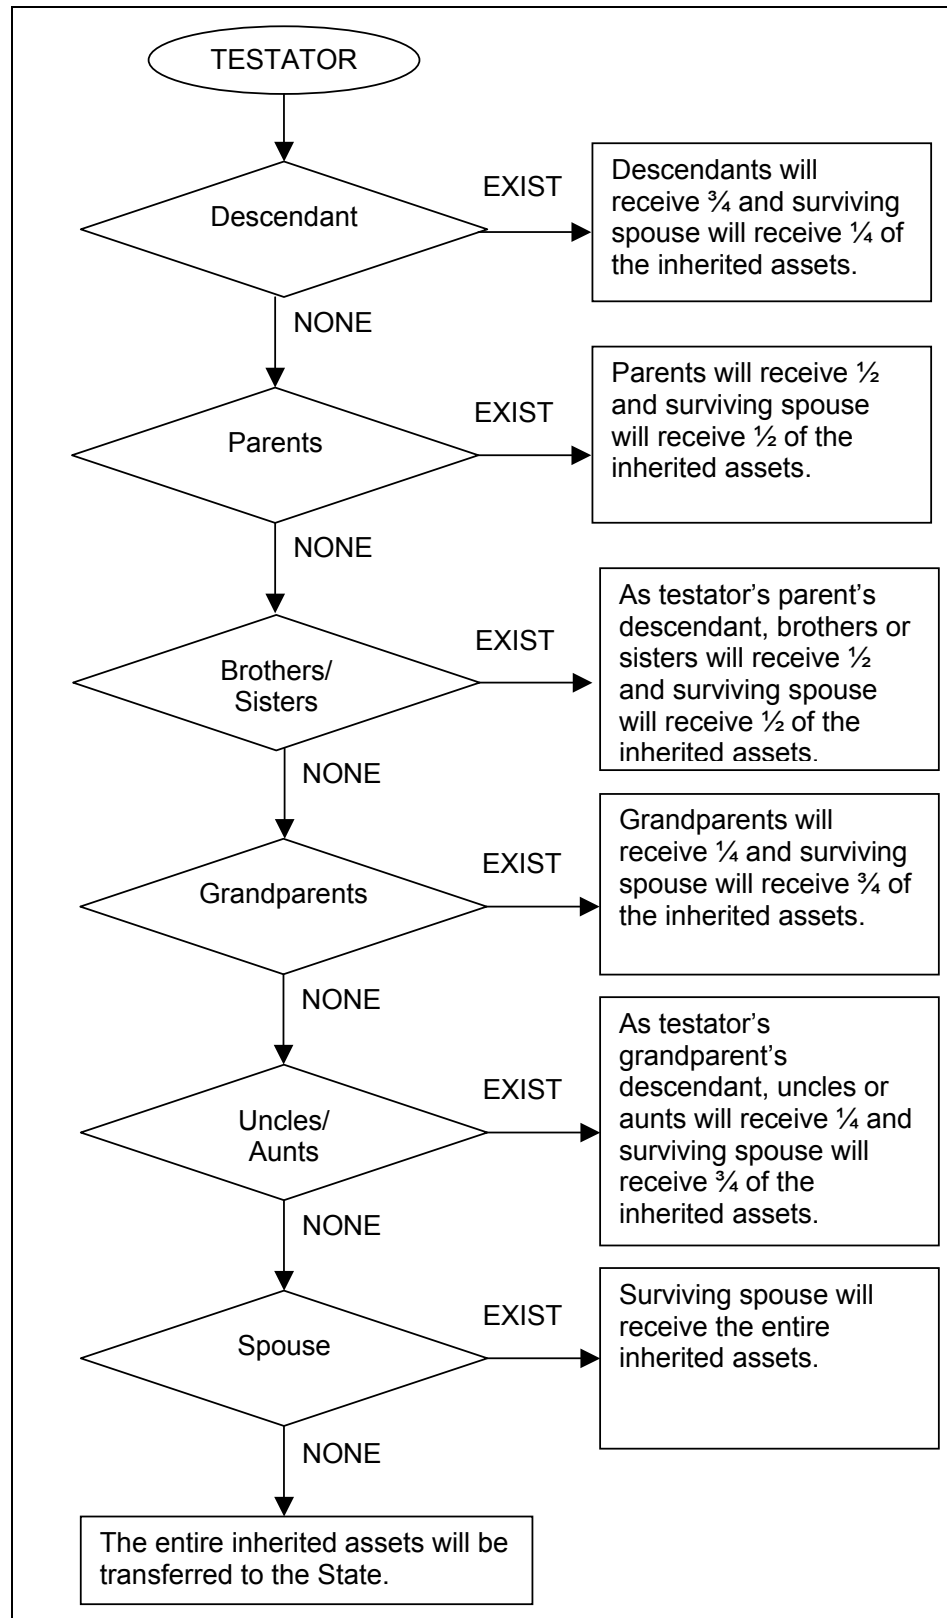 TESTATOR
Descendant
EXIST
Descendants will
receive ¾ and surviving
spouse will receive ¼ of
the inherited assets.
NONE
Parents
EXIST
Parents will receive ½
and surviving spouse
will receive ½ of the
inherited assets.
NONE
Brothers/
Sisters
EXIST
As testator’s parent’s
descendant, brothers or
sisters will receive ½
and surviving spouse
will receive ½ of the
inherited assets.
NONE
Grandparents
EXIST
Grandparents will
receive ¼ and surviving
spouse will receive ¾ of
the inherited assets.
NONE
Uncles/
Aunts
EXIST
As testator’s
grandparent’s
descendant, uncles or
aunts will receive ¼ and
surviving spouse will
receive ¾ of the
inherited assets.
NONE
Spouse
EXIST
Surviving spouse will
receive the entire
inherited assets.
NONE
The entire inherited assets will be
transferred to the State.